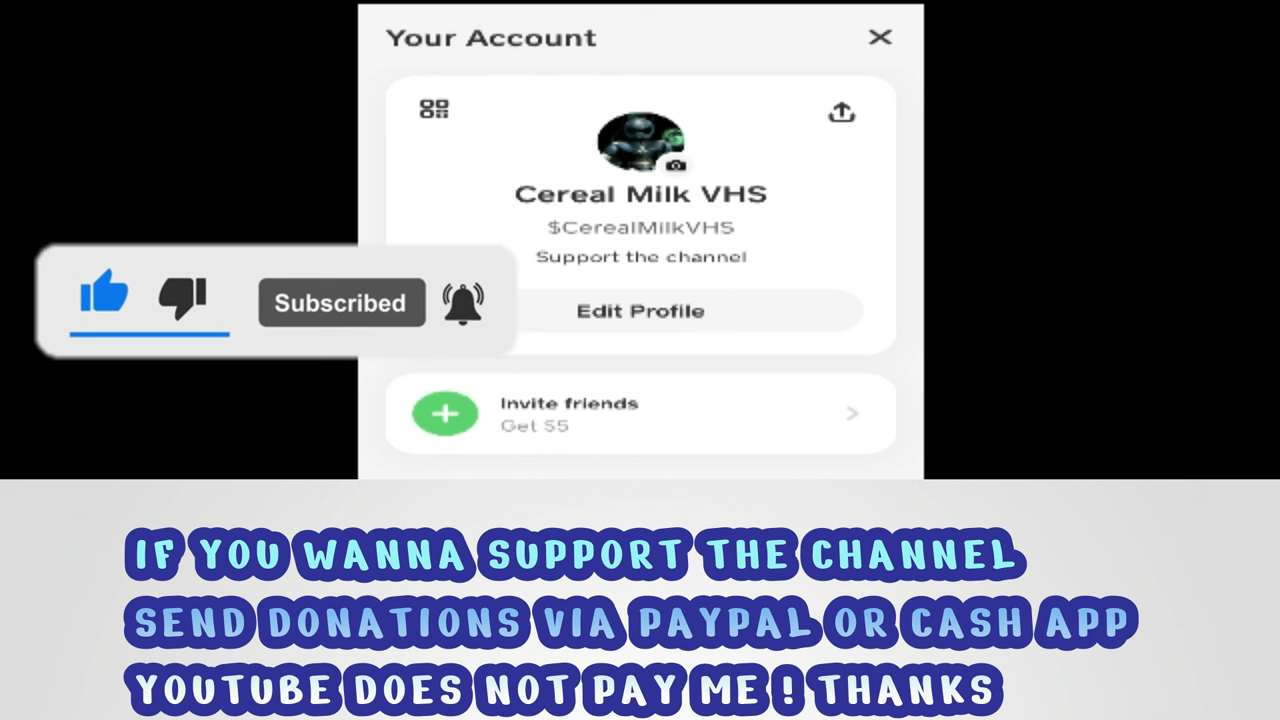 Your Account
Cereal Milk VHS
$CerealMilkVHS
Support the channel
Subscribed
Edit Profile
Invite friends
Get $5
IF YOU WANNA SUPPORT THE CHANNEL
SEND DONATIONS VIA PAYPAL OR CASH APP
YOUTUBE DOES NOT PAY ME ! THANKS